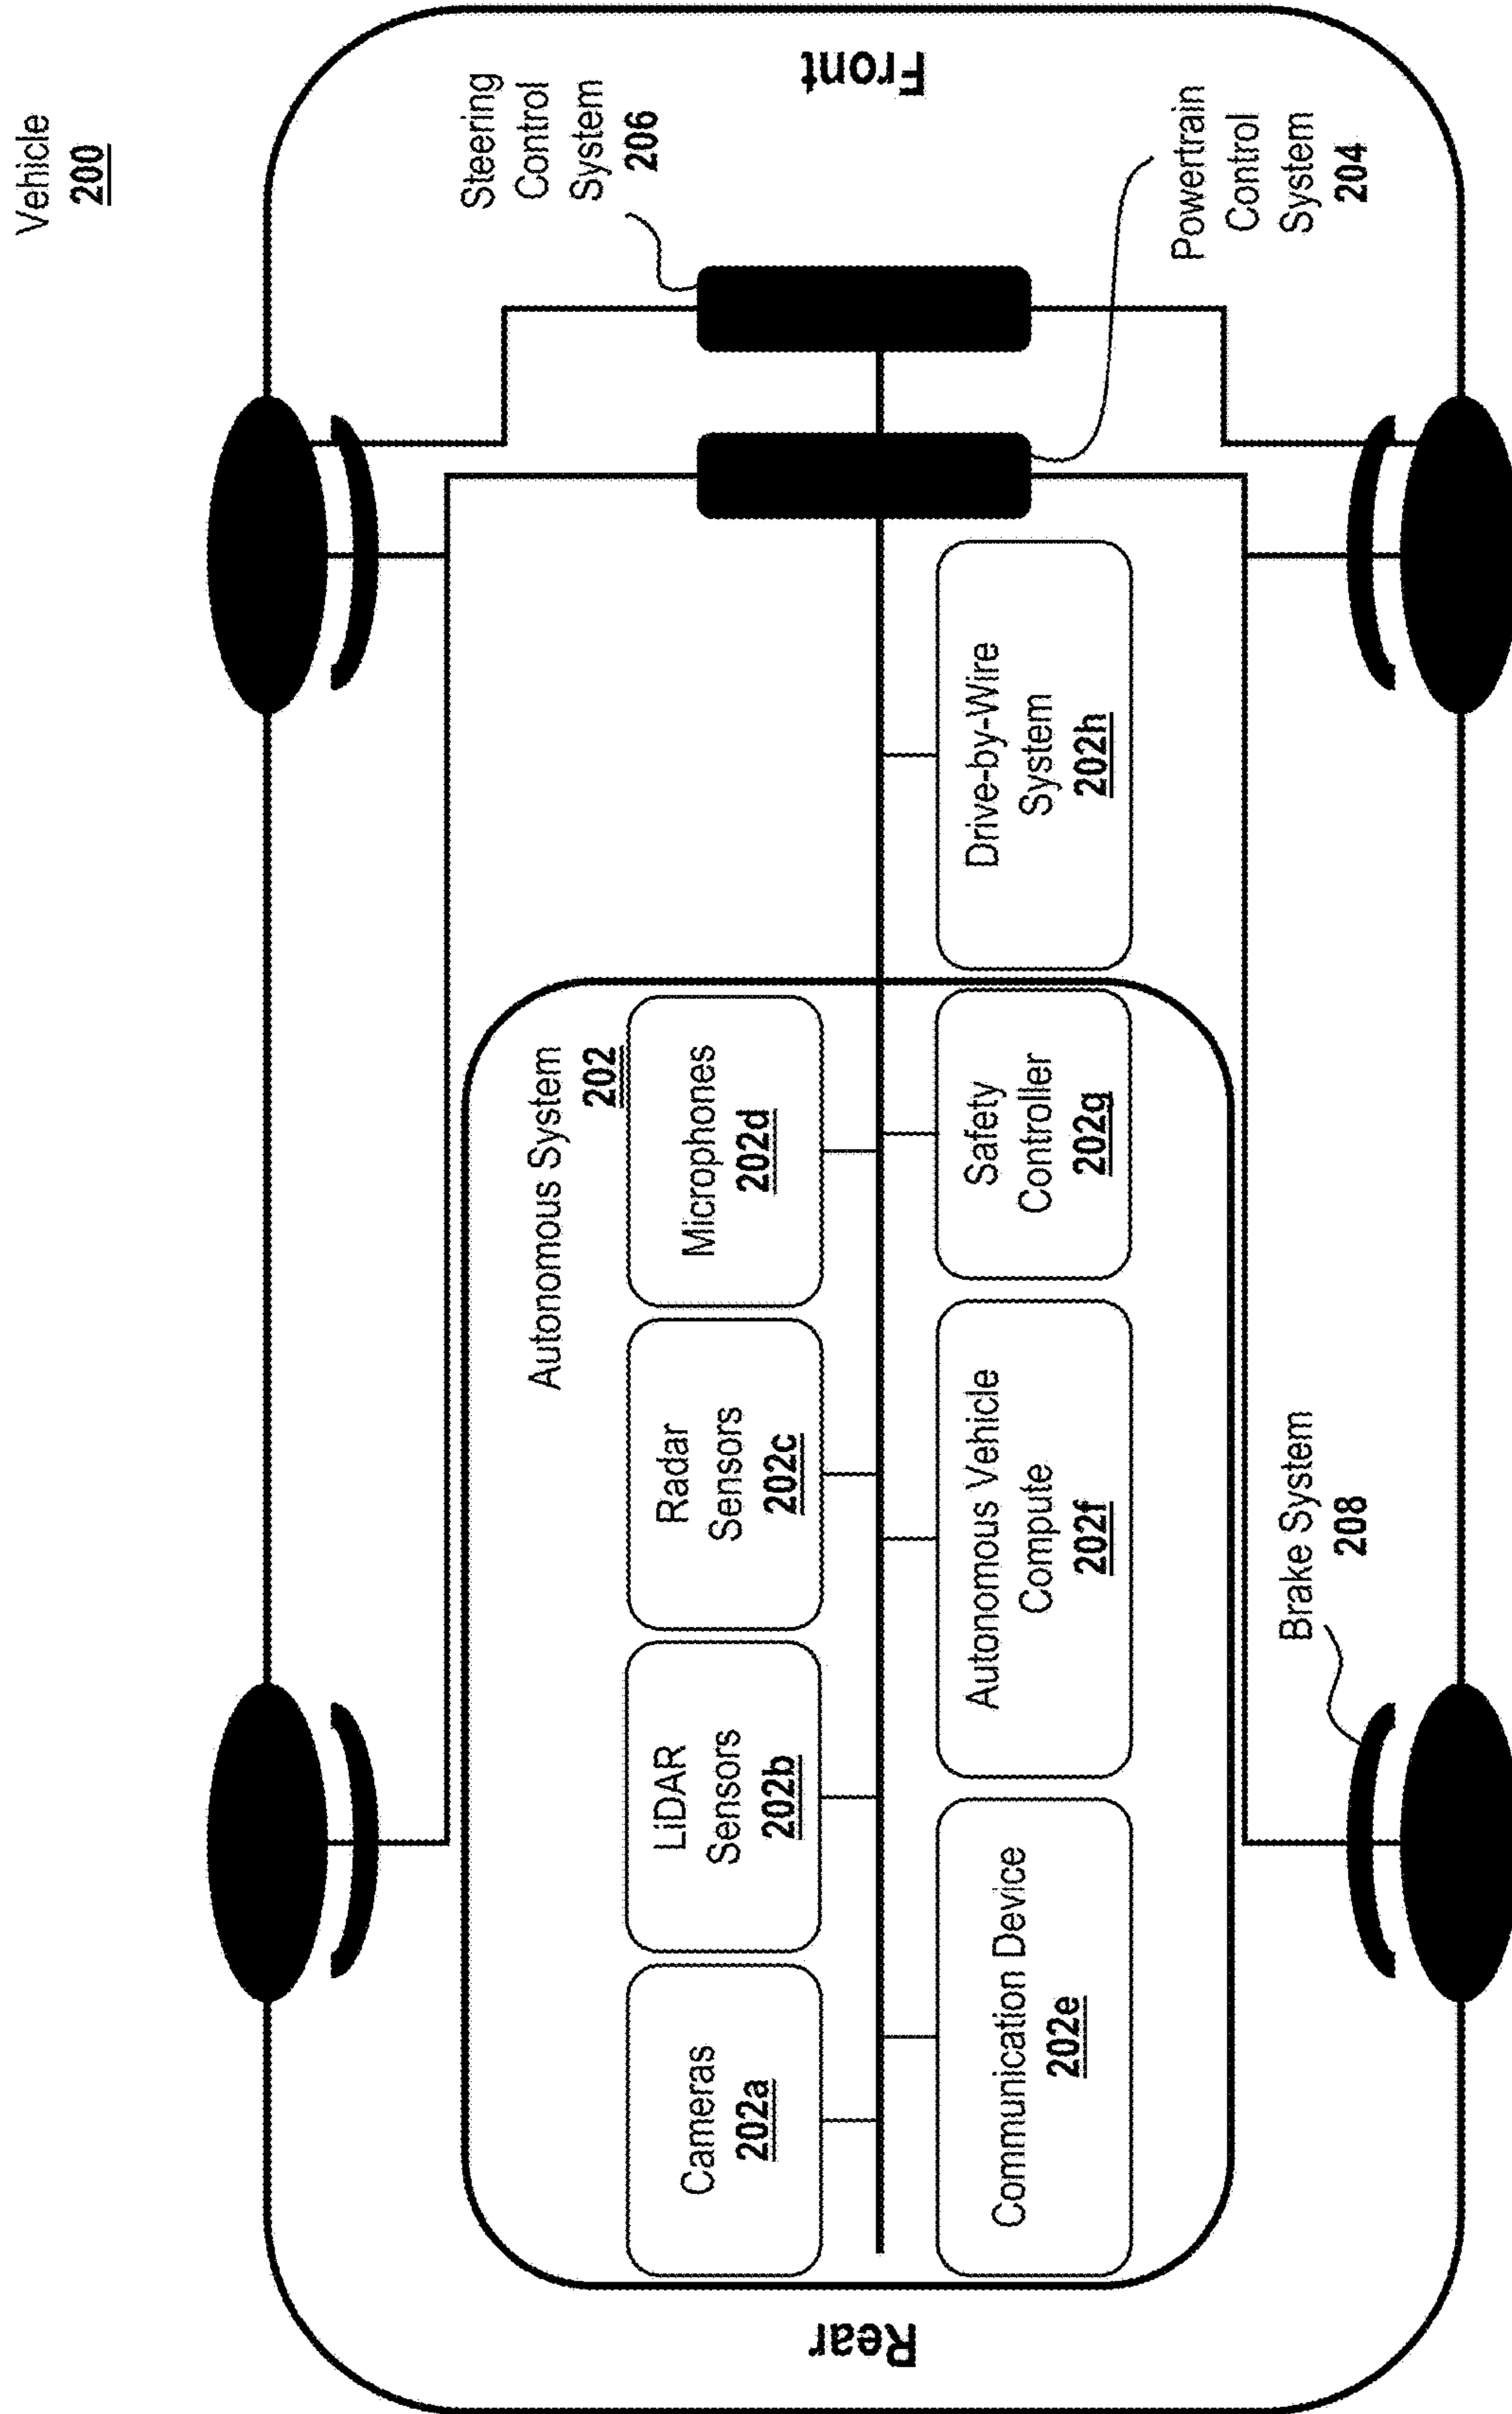 Vehicle
200
Rear
Front
Autonomous System
202
Cameras
202a
LiDAR
Sensors
202b
Radar
Sensors
202c
Microphones
202d
Communication Device
202e
Autonomous Vehicle
Compute
202f
Safety
Controller
202g
Drive-by-Wire
System
202h
Steering
Control
System
206
Powertrain
Control
System
204
Brake System
208